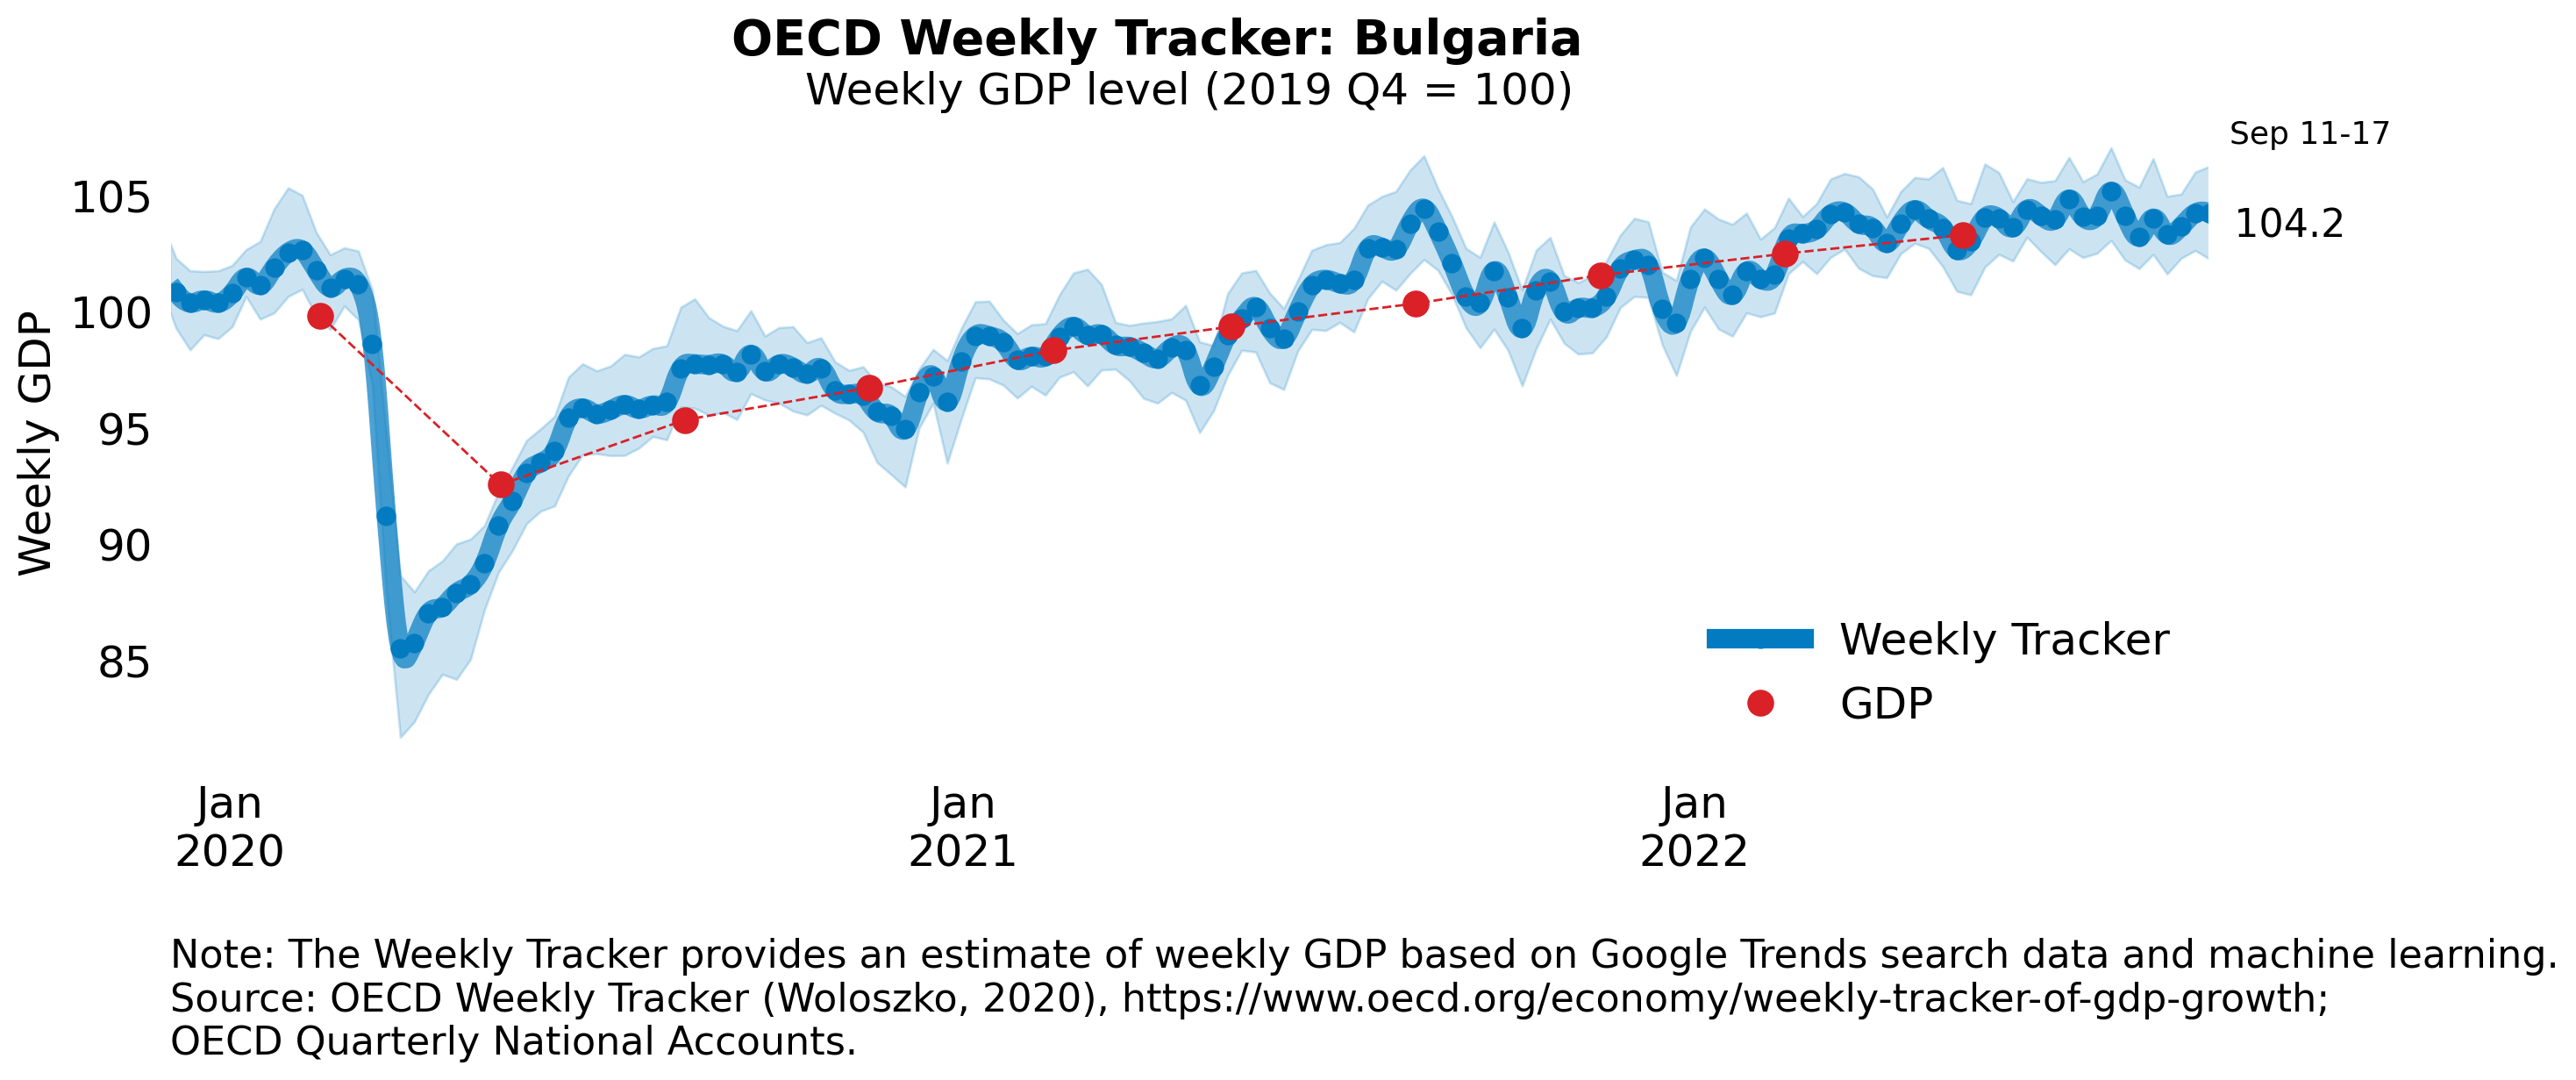 OECD Weekly Tracker: Bulgaria
Weekly GDP level (2019 Q4 = 100)
Sep 11-17
104.2
Weekly GDP
105
100
95
90
85
Weekly Tracker
GDP
Jan
2020
Jan
2021
Jan
2022
Note: The Weekly Tracker provides an estimate of weekly GDP based on Google Trends search data and machine learning.
Source: OECD Weekly Tracker (Woloszko, 2020), https://www.oecd.org/economy/weekly-tracker-of-gdp-growth;
OECD Quarterly National Accounts.